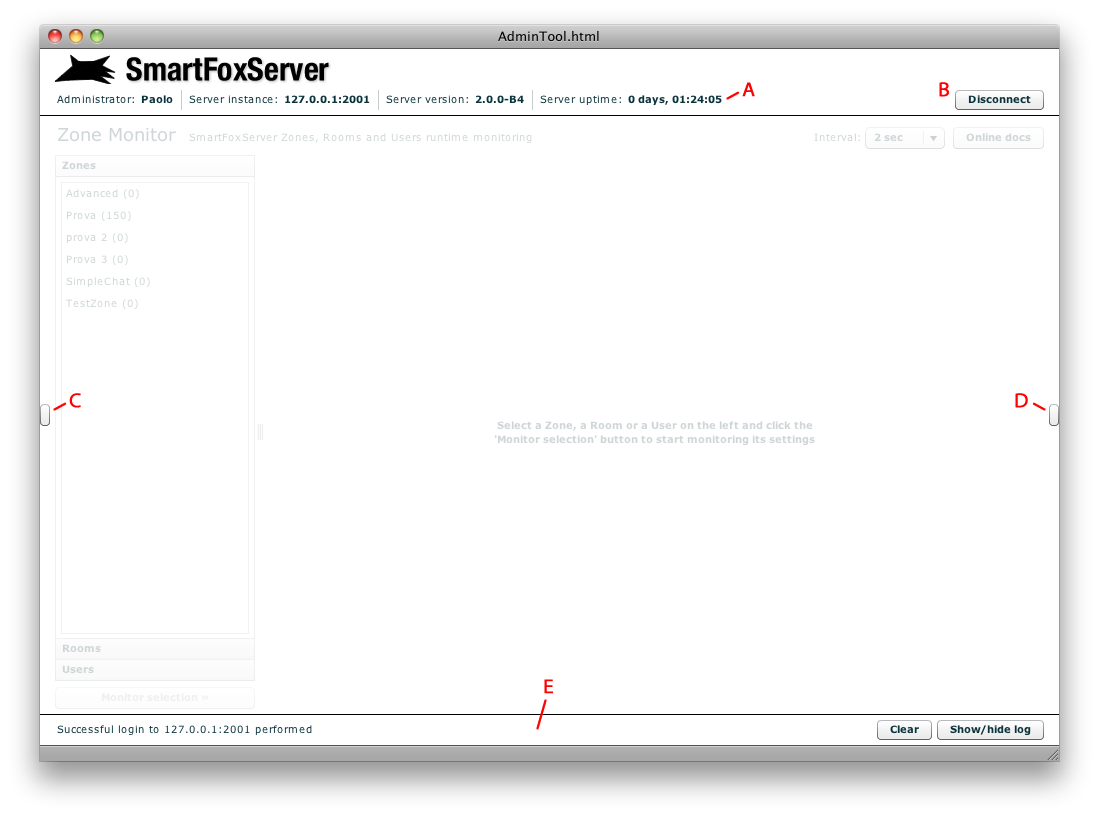 AdminTool.html
SmartFoxServer
Administrator: Paolo Server instance: 127.0.0.1:2001 Server version: 2.0.0-B4 Server uptime: 0 days, 01:24:05 A B Disconnect
Zone Monitor SmartFoxServer Zones, Rooms and Users runtime monitoring Interval: 2 sec Online docs
Zones
Advanced (0)
Prova (150)
prova 2 (0)
Prova 3 (0)
SimpleChat (0)
TestZone (0)
C D
Select a Zone, a Room or a User on the left and click the
'Monitor selection' button to start monitoring its settings
Rooms
Users
Monitor selection »
E
Successful login to 127.0.0.1:2001 performed Clear Show/hide log